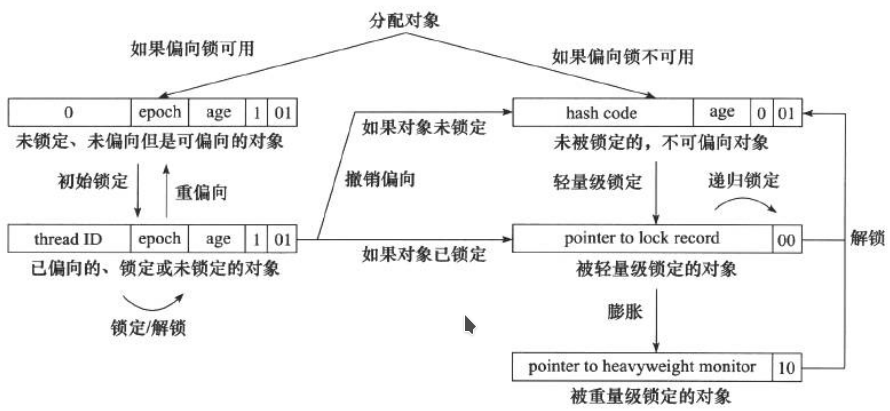 分配对象
如果偏向锁可用
如果偏向锁不可用
0 epoch age 1 01
hash code age 0 01
未锁定、未偏向但是可偏向的对象
如果对象未锁定
未被锁定的，不可偏向对象
初始锁定
重偏向
撤销偏向
轻量级锁定
递归锁定
thread ID epoch age 1 01
pointer to lock record 00
解锁
已偏向的、锁定或未锁定的对象
如果对象已锁定
被轻量级锁定的对象
锁定/解锁
膨胀
pointer to heavyweight monitor 10
被重量级锁定的对象